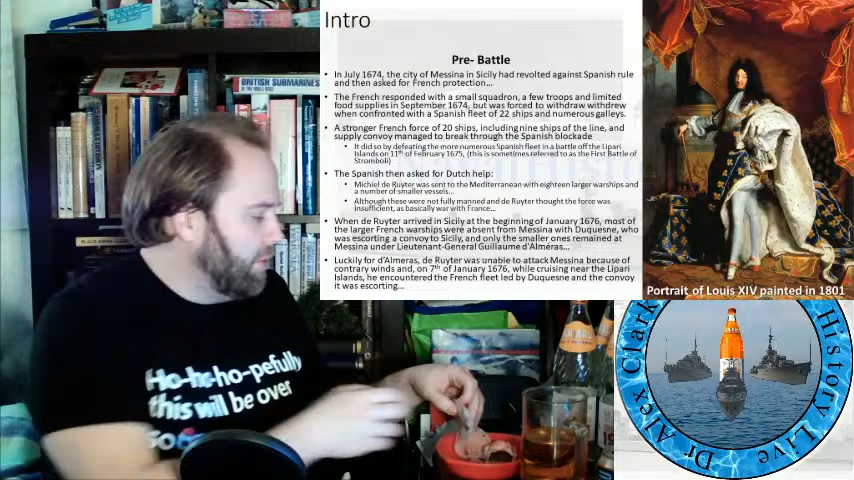 Intro
Pre- Battle
• In July 1674, the city of Messina in Sicily had revolted against Spanish rule
and then asked for French protection...
• The French responded with a small squadron, a few troops and limited
food supplies in September 1674, but was forced to withdraw withdrew
when confronted with a Spanish fleet of 22 ships and numerous galleys.
• A stronger French force of 20 ships, including nine ships of the line, and
supply convoy managed to break through the Spanish blockade
• It did so by defeating the more numerous Spanish fleet in a battle off the Lipari
Islands on 11th of February 1675, (this is sometimes referred to as the First Battle of
Stromboli)
• The Spanish then asked for Dutch help:
• Michiel de Ruyter was sent to the Mediterranean with eighteen larger warships and
a number of smaller vessels...
• Although these were not fully manned and de Ruyter thought the force was
insufficient, as basically war with France...
• When de Ruyter arrived in Sicily at the beginning of January 1676, most of
the larger French warships were absent from Messina with Duquesne, who
was escorting a convoy to Sicily, and only the smaller ones remained at
Messina under Lieutenant-General Guillaume d'Alméras...
• Luckily for d'Almeras, de Ruyter was unable to attack Messina because of
contrary winds and, on 7th of January 1676, while cruising near the Lipari
Islands, he encountered the French fleet led by Duquesne and the convoy
it was escorting...
Portrait of Louis XIV painted in 1801
BRITISH SUBMARINES
Ho-ho-ho-pefully
this will be over
so
Dr Alex Clark
History Live